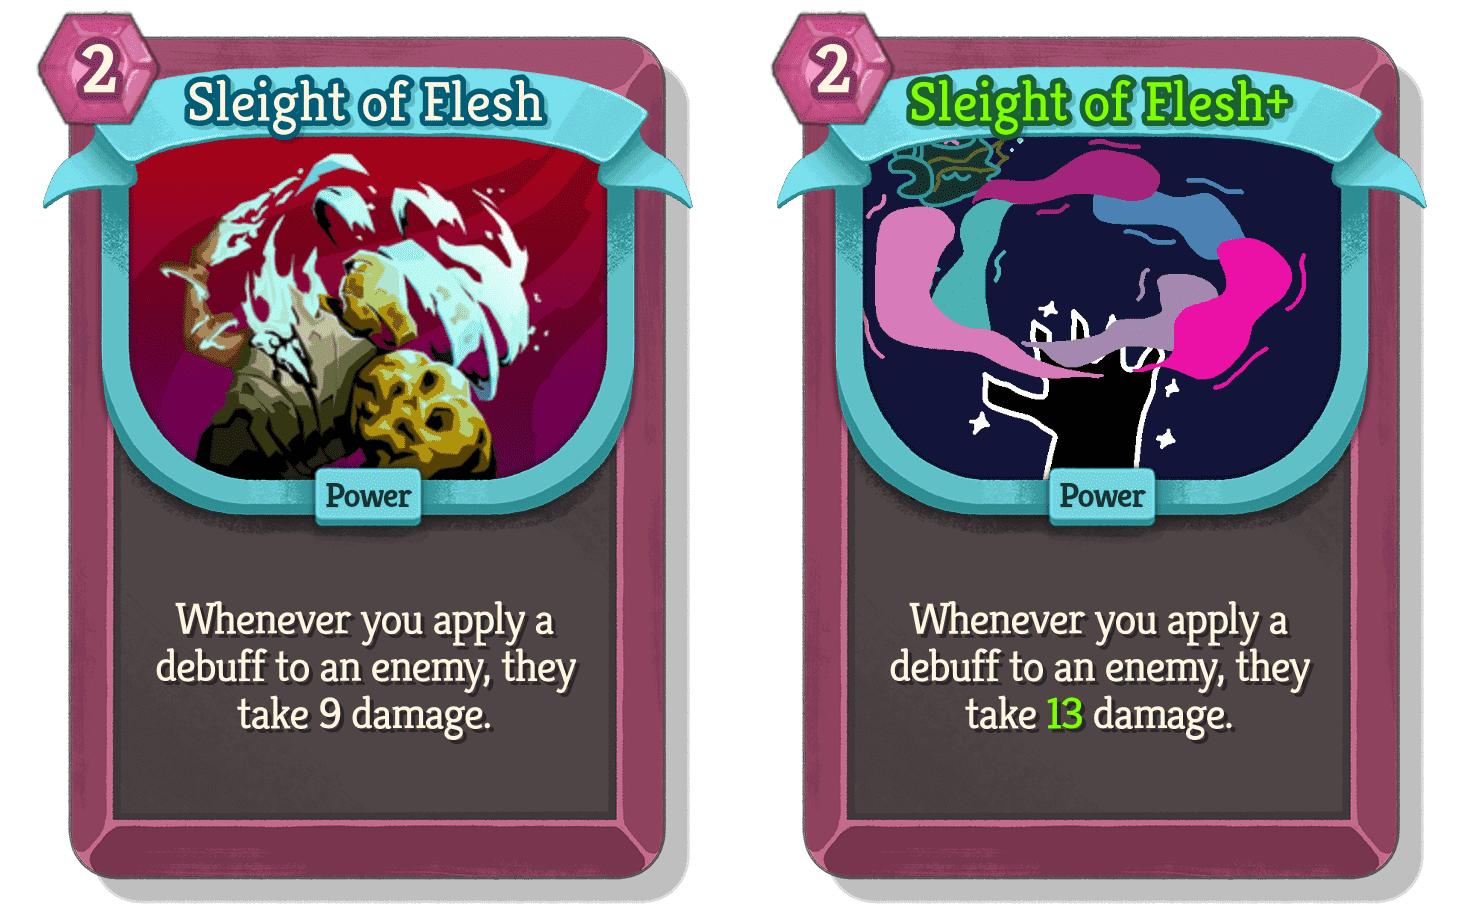 2
Sleight of Flesh
Power
Whenever you apply a
debuff to an enemy, they
take 9 damage.
2
Sleight of Flesh+
Power
Whenever you apply a
debuff to an enemy, they
take 13 damage.